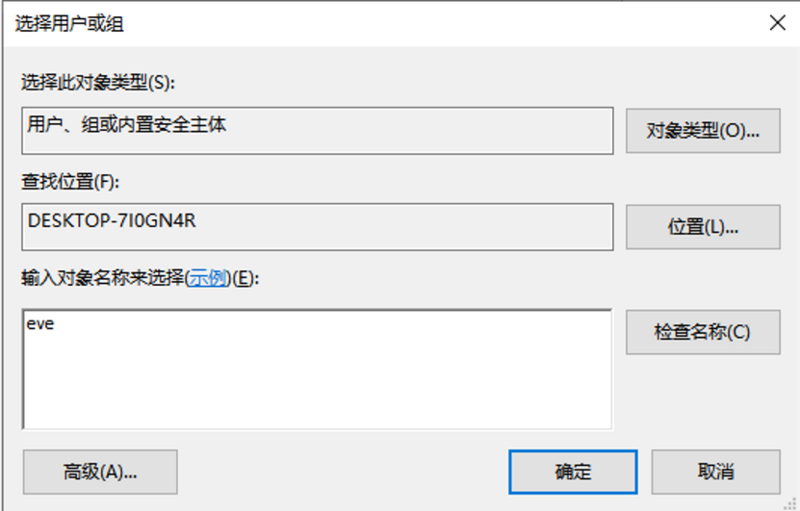 选择用户或组
选择此对象类型(S):
用户、组或内置安全主体
对象类型(O)...
查找位置(F):
DESKTOP-7I0GN4R
位置(L)...
输入对象名称来选择(示例)(E):
eve
检查名称(C)
高级(A)...
确定
取消